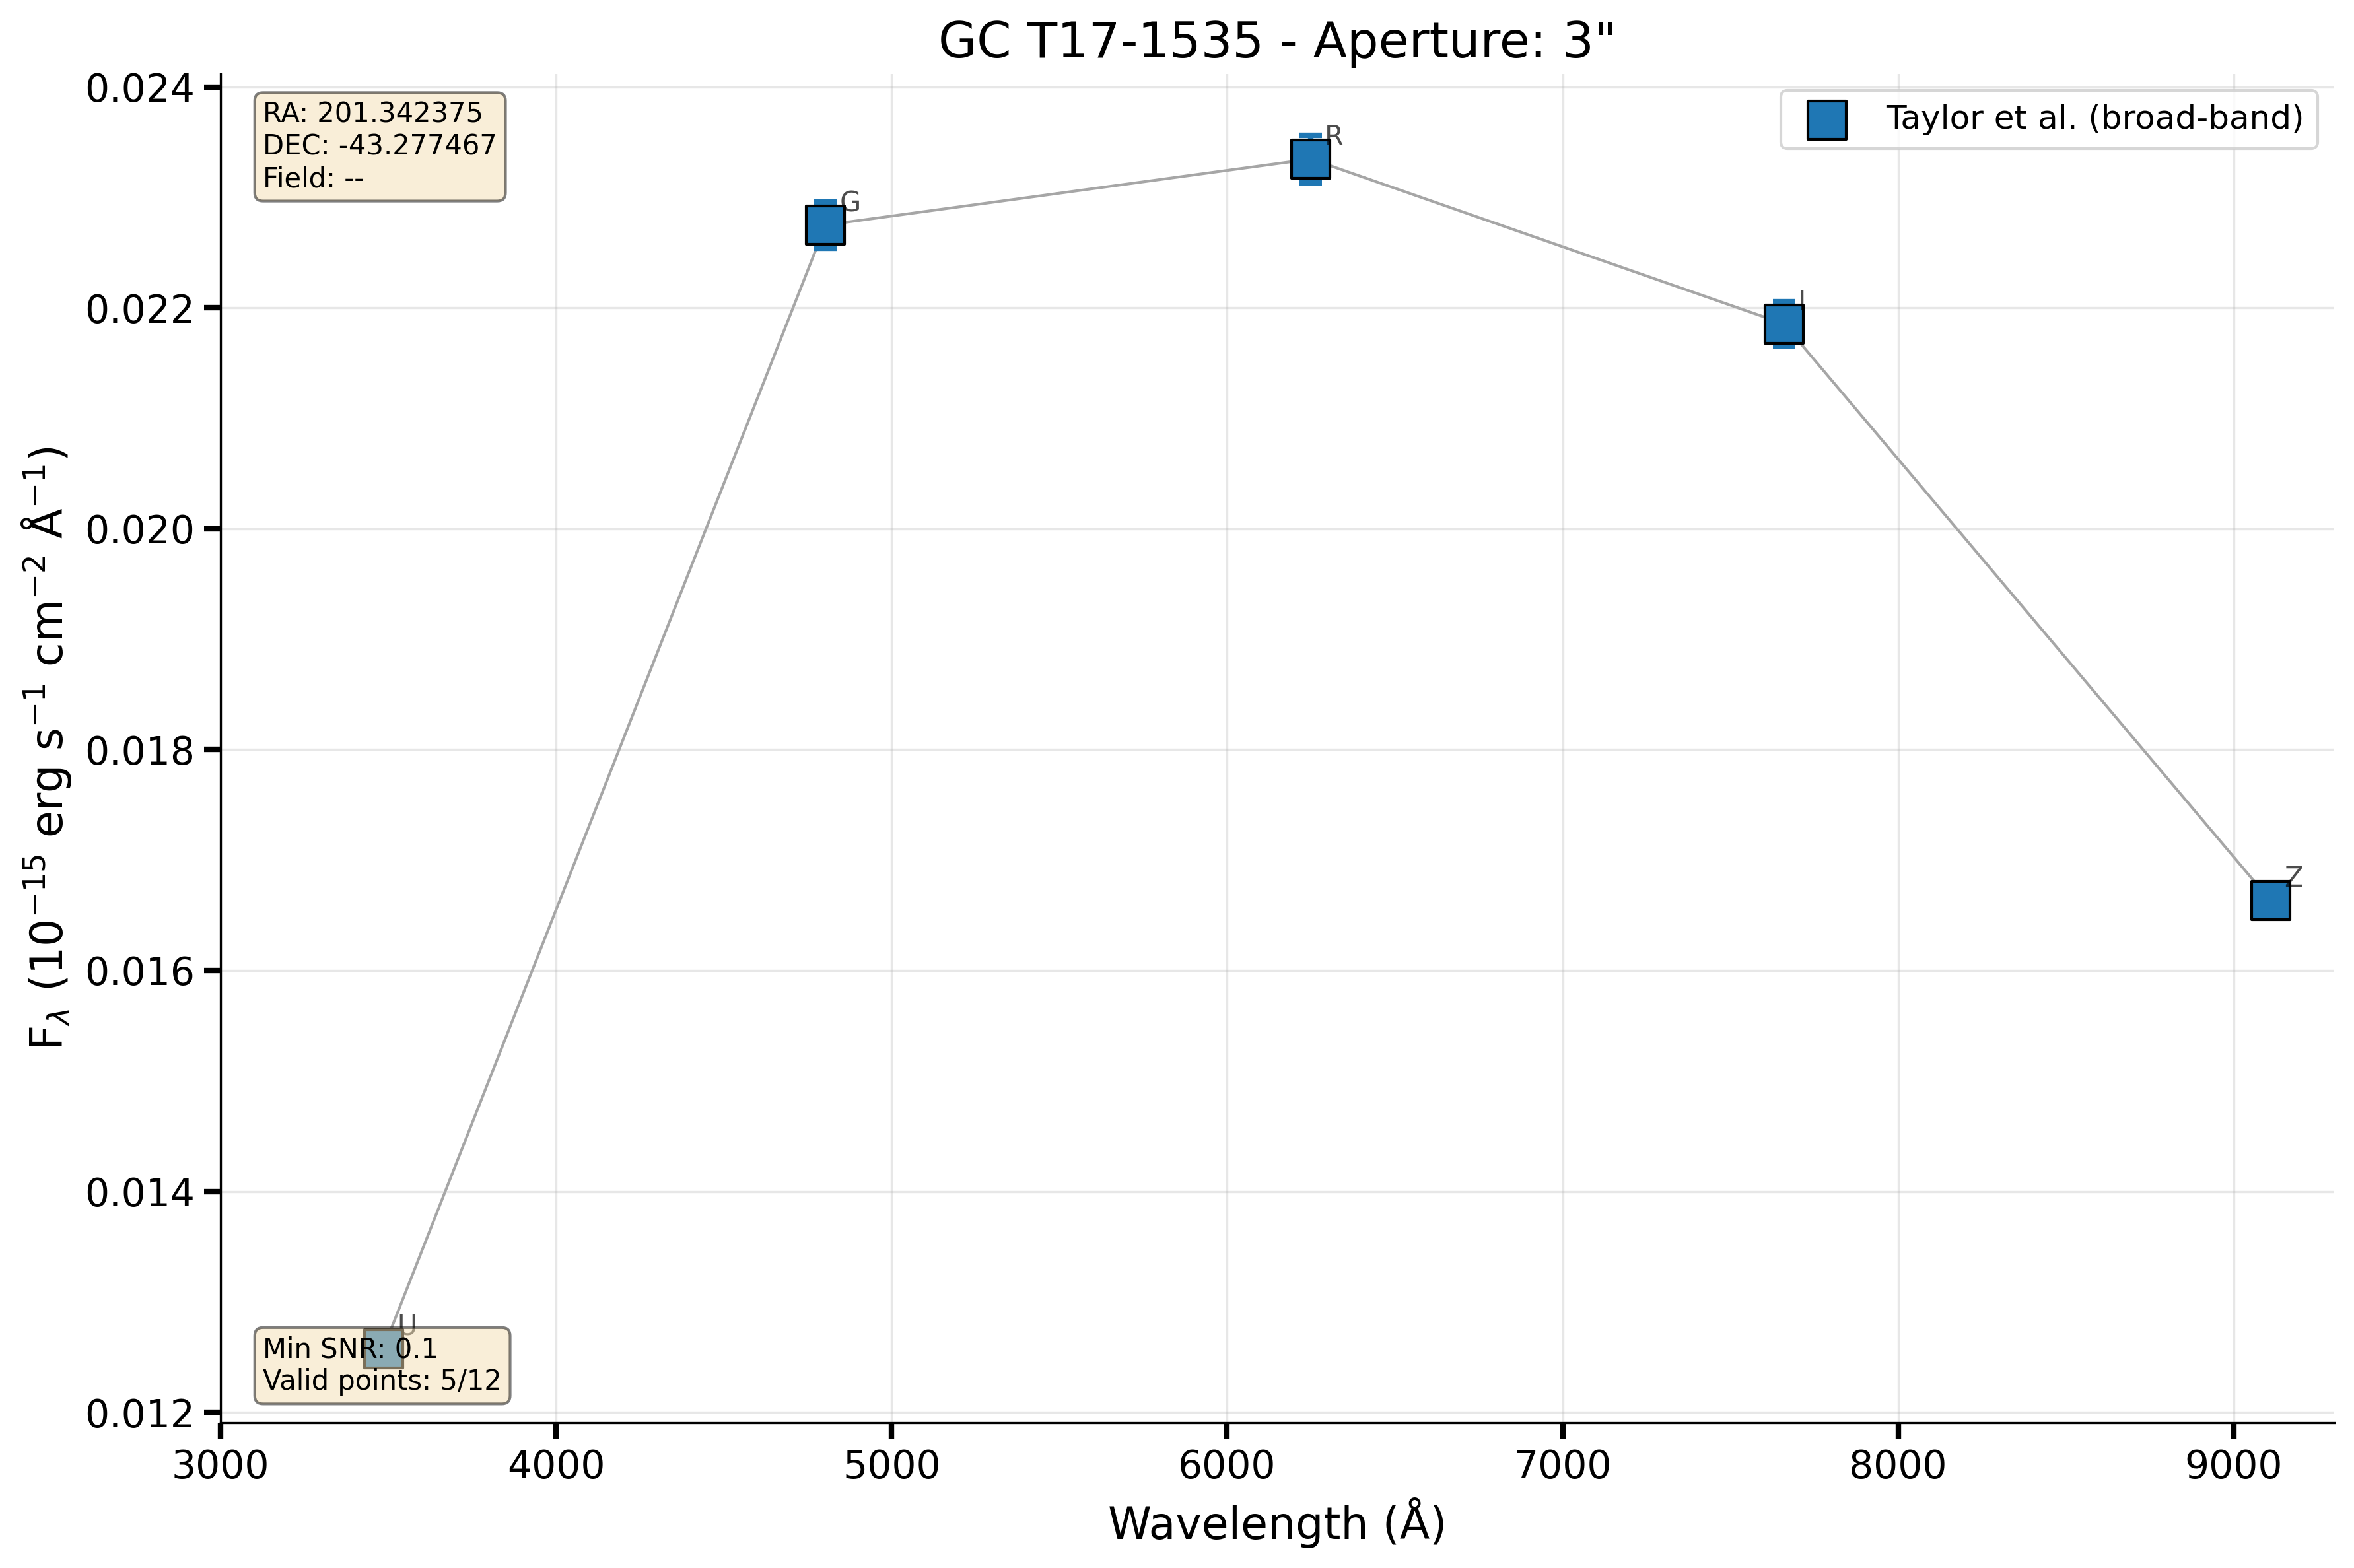 GC T17-1535 - Aperture: 3"
RA: 201.342375
DEC: -43.277467
Field: --
Taylor et al. (broad-band)
G
R
I
Z
U
Min SNR: 0.1
Valid points: 5/12
0.024
0.022
0.020
0.018
0.016
0.014
0.012
F$_{λ}$ (10$^{−15}$ erg s$^{−1}$ cm$^{−2}$ Å$^{−1}$)
3000 4000 5000 6000 7000 8000 9000
Wavelength (Å)